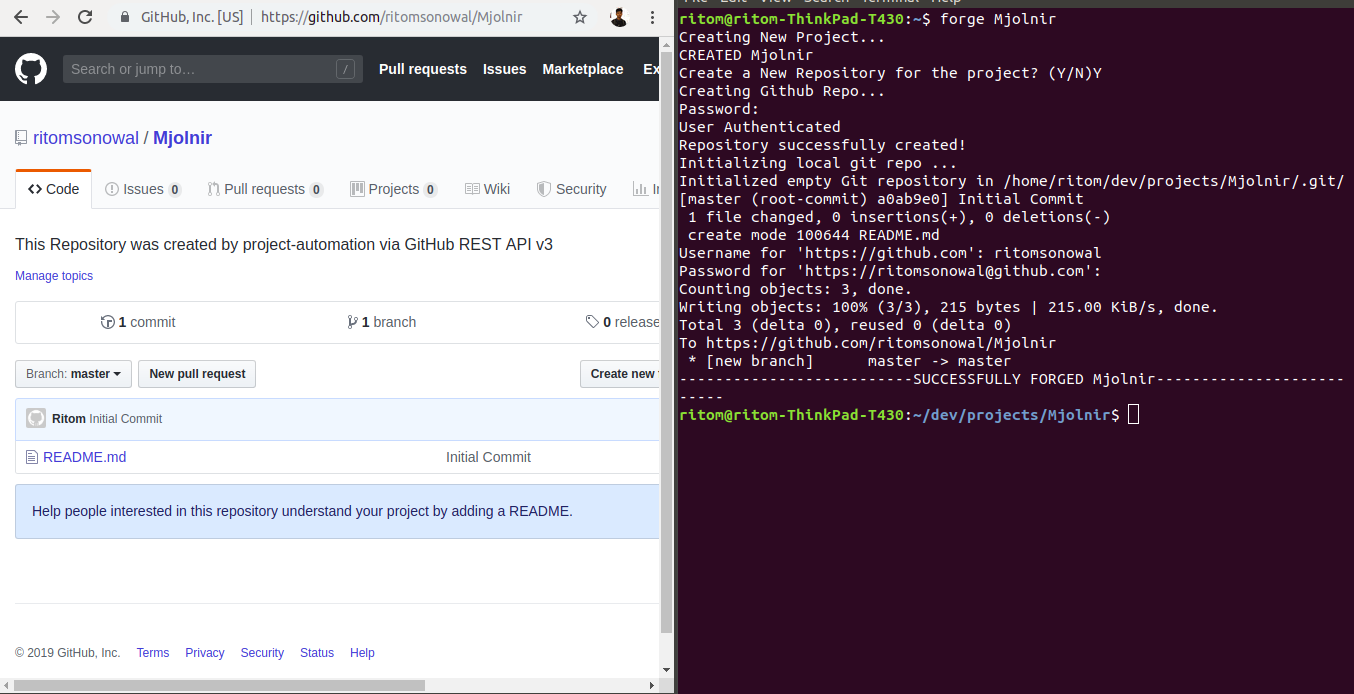 GitHub, Inc. [US] https://github.com/ritomsonowal/Mjolnir
Search or jump to… /
Pull requests Issues Marketplace Ex
ritomsonowal / Mjolnir
Code Issues 0 Pull requests 0 Projects 0 Wiki Security In
This Repository was created by project-automation via GitHub REST API v3
Manage topics
1 commit 1 branch 0 release
Branch: master New pull request Create new
Ritom Initial Commit
README.md Initial Commit
Help people interested in this repository understand your project by adding a README.
© 2019 GitHub, Inc. Terms Privacy Security Status Help
File Edit View Search Terminal Help
ritom@ritom-ThinkPad-T430:~$ forge Mjolnir
Creating New Project...
CREATED Mjolnir
Create a New Repository for the project? (Y/N)Y
Creating Github Repo...
Password:
User Authenticated
Repository successfully created!
Initializing local git repo ...
Initialized empty Git repository in /home/ritom/dev/projects/Mjolnir/.git/
[master (root-commit) a0ab9e0] Initial Commit
 1 file changed, 0 insertions(+), 0 deletions(-)
 create mode 100644 README.md
Username for 'https://github.com': ritomsonowal
Password for 'https://ritomsonowal@github.com':
Counting objects: 3, done.
Writing objects: 100% (3/3), 215 bytes | 215.00 KiB/s, done.
Total 3 (delta 0), reused 0 (delta 0)
To https://github.com/ritomsonowal/Mjolnir
 * [new branch]      master -> master
--------------------------SUCCESSFULLY FORGED Mjolnir--------------------------
ritom@ritom-ThinkPad-T430:~/dev/projects/Mjolnir$